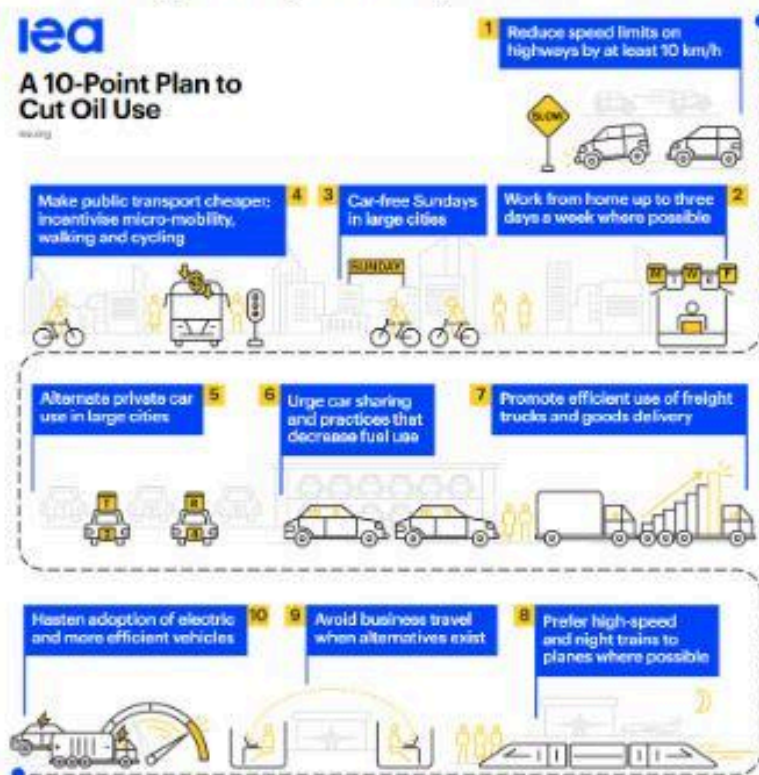 iea
A 10-Point Plan to
Cut Oil Use
iea.org
1
Reduce speed limits on
highways by at least 10 km/h
SLOW
2
Work from home up to three
days a week where possible
M T W T F
3
Car-free Sundays
in large cities
SUNDAY
4
Make public transport cheaper;
incentivise micro-mobility,
walking and cycling
BUS
5
Alternate private car
use in large cities
6
Urge car sharing
and practices that
decrease fuel use
7
Promote efficient use of freight
trucks and goods delivery
8
Prefer high-speed
and night trains to
planes where possible
9
Avoid business travel
when alternatives exist
10
Hasten adoption of electric
and more efficient vehicles